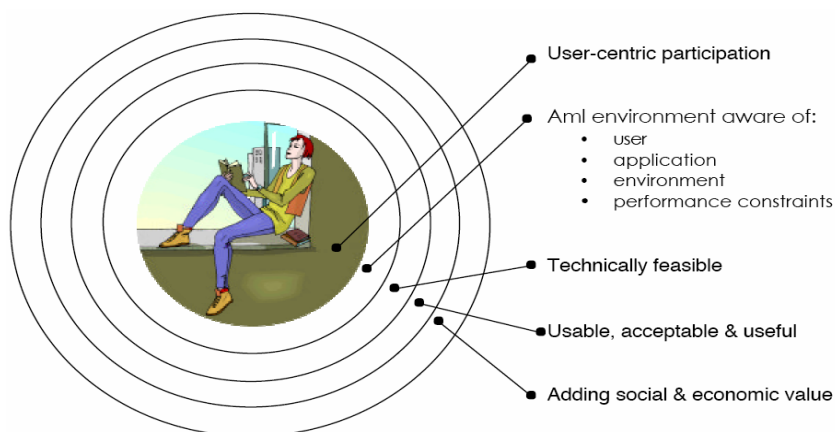 User-centric participation
AmI environment aware of:
• user
• application
• environment
• performance constraints
Technically feasible
Usable, acceptable & useful
Adding social & economic value